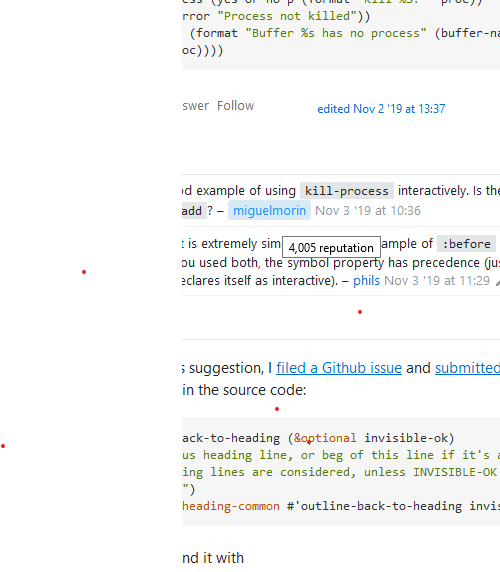 (yes-or-no-p (format "Kill %S?
rror "Process not killed"))
(format "Buffer %s has no process" (buffer-na
oc))))
swer Follow
edited Nov 2 '19 at 13:37
od example of using kill-process interactively. Is the
add ? – miguelmorin Nov 3 '19 at 10:36
t is extremely sim
4,005 reputation
ample of :before
ou used both, the symbol property has precedence (jus
eclares itself as interactive). – phils Nov 3 '19 at 11:29
s suggestion, I filed a Github issue and submitted
in the source code:
ack-to-heading (&optional invisible-ok)
us heading line, or beg of this line if it's a
ing lines are considered, unless INVISIBLE-OK
")
heading-common #'outline-back-to-heading invis
nd it with